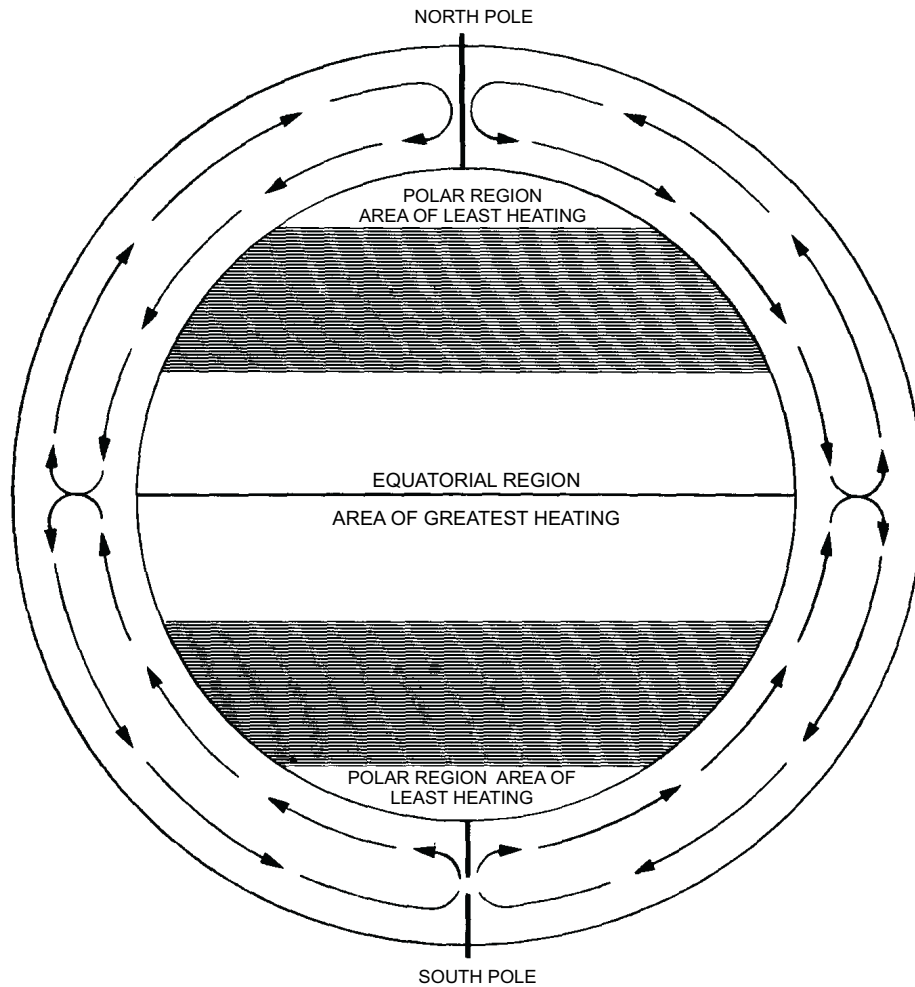 NORTH POLE
POLAR REGION
AREA OF LEAST HEATING
EQUATORIAL REGION
AREA OF GREATEST HEATING
POLAR REGION AREA OF
LEAST HEATING
SOUTH POLE